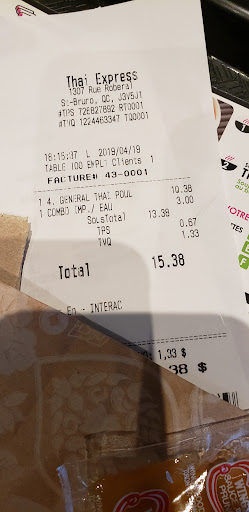 Thai Express
1307 Rue Roberal
St-Bruno, QC, J3V5J1
#TPS 726827892 RT0001
#TVQ 1224463347 TQ0001
16:15:37 L 2019/04/19
TABLE 100 EMPL1 Clients 1
FACTURE# 43-0001
1 4. GENERAL THAI POUL 10.38
1 COMBO IMP./ EAU 3.00
SousTotal 13.38
TPS 0.67
TVQ 1.33
Total 15.38
En - INTERAC
1,33 $
.38 $